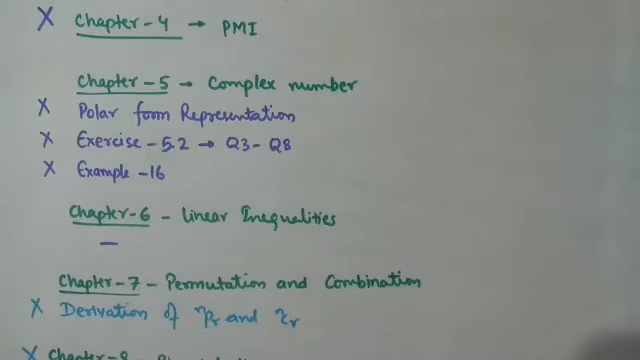 X Chapter-4 → PMI
Chapter-5 → Complex number
X Polar form Representation
X Exercise-5.2 → Q3-Q8
X Example-16
Chapter-6 - Linear Inequalities
—
Chapter-7 - Permutation and Combination
X Derivation of ⁿPᵣ and ⁿCᵣ
X Chapter-8